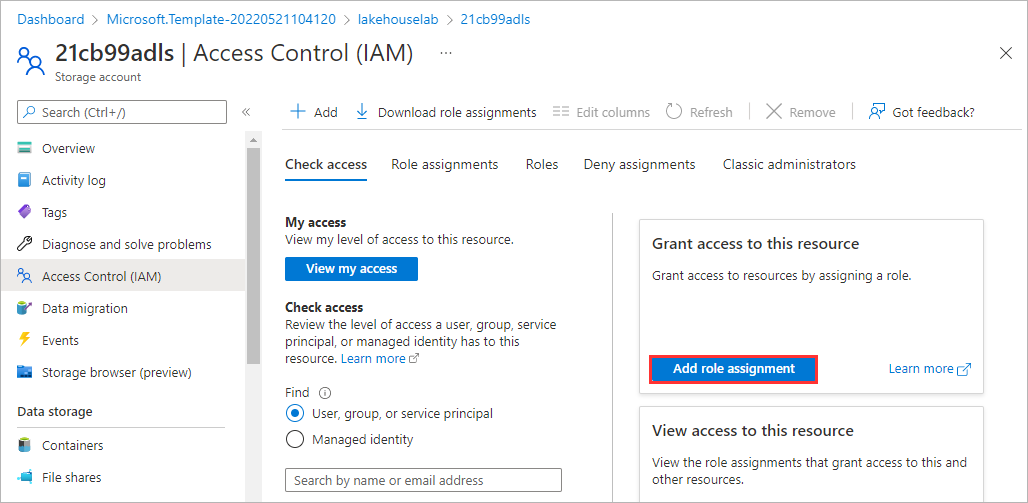 Dashboard > Microsoft.Template-20220521104120 > lakehouselab > 21cb99adls
21cb99adls | Access Control (IAM) ...
Storage account
Search (Ctrl+/)
«
Add
Download role assignments
Edit columns
Refresh
Remove
Got feedback?
Overview
Activity log
Tags
Diagnose and solve problems
Access Control (IAM)
Data migration
Events
Storage browser (preview)
Data storage
Containers
File shares
Check access
Role assignments
Roles
Deny assignments
Classic administrators
My access
View my level of access to this resource.
View my access
Check access
Review the level of access a user, group, service
principal, or managed identity has to this
resource. Learn more
Find
User, group, or service principal
Managed identity
Search by name or email address
Grant access to this resource
Grant access to resources by assigning a role.
Add role assignment
Learn more
View access to this resource
View the role assignments that grant access to this and
other resources.